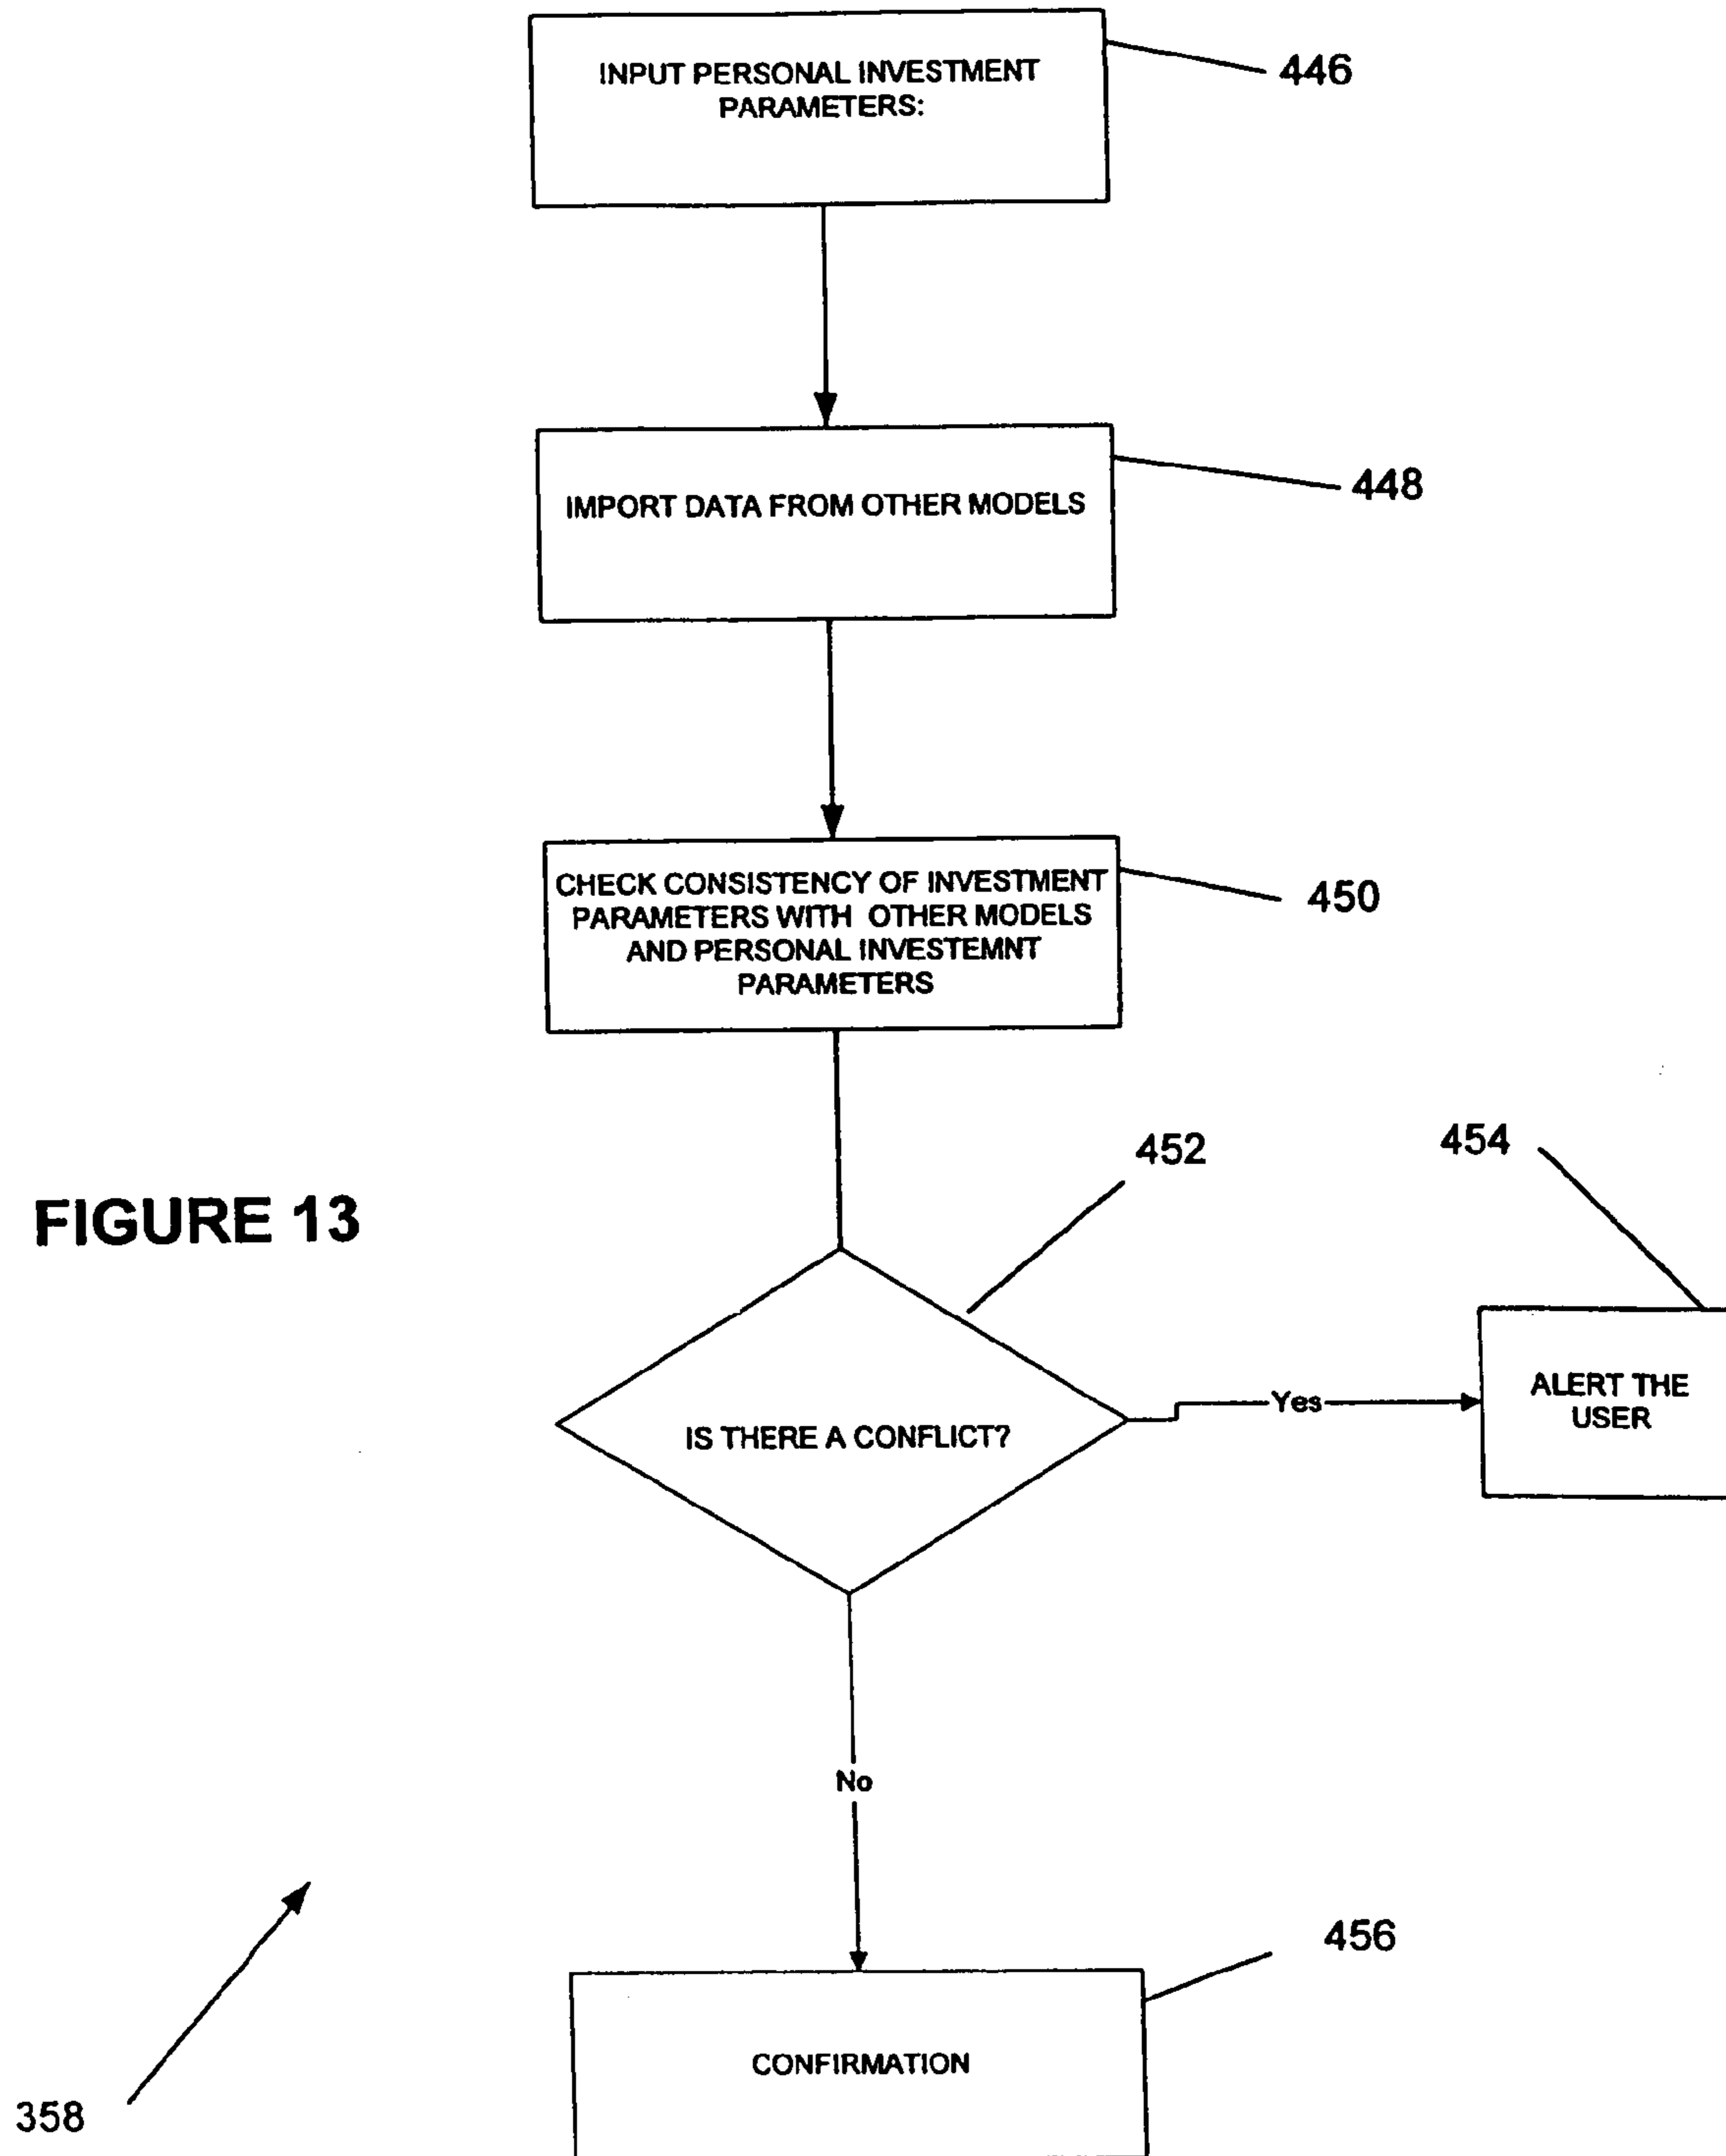 INPUT PERSONAL INVESTMENT
PARAMETERS:
446
IMPORT DATA FROM OTHER MODELS
448
CHECK CONSISTENCY OF INVESTMENT
PARAMETERS WITH OTHER MODELS
AND PERSONAL INVESTEMNT
PARAMETERS
450
452
454
FIGURE 13
IS THERE A CONFLICT?
Yes
ALERT THE
USER
No
456
CONFIRMATION
358